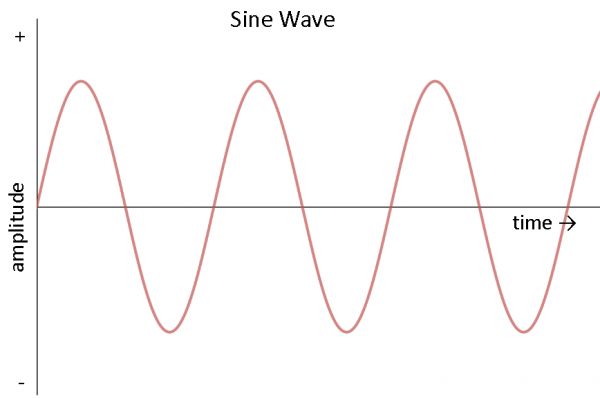 Sine Wave
+
amplitude
time →
-